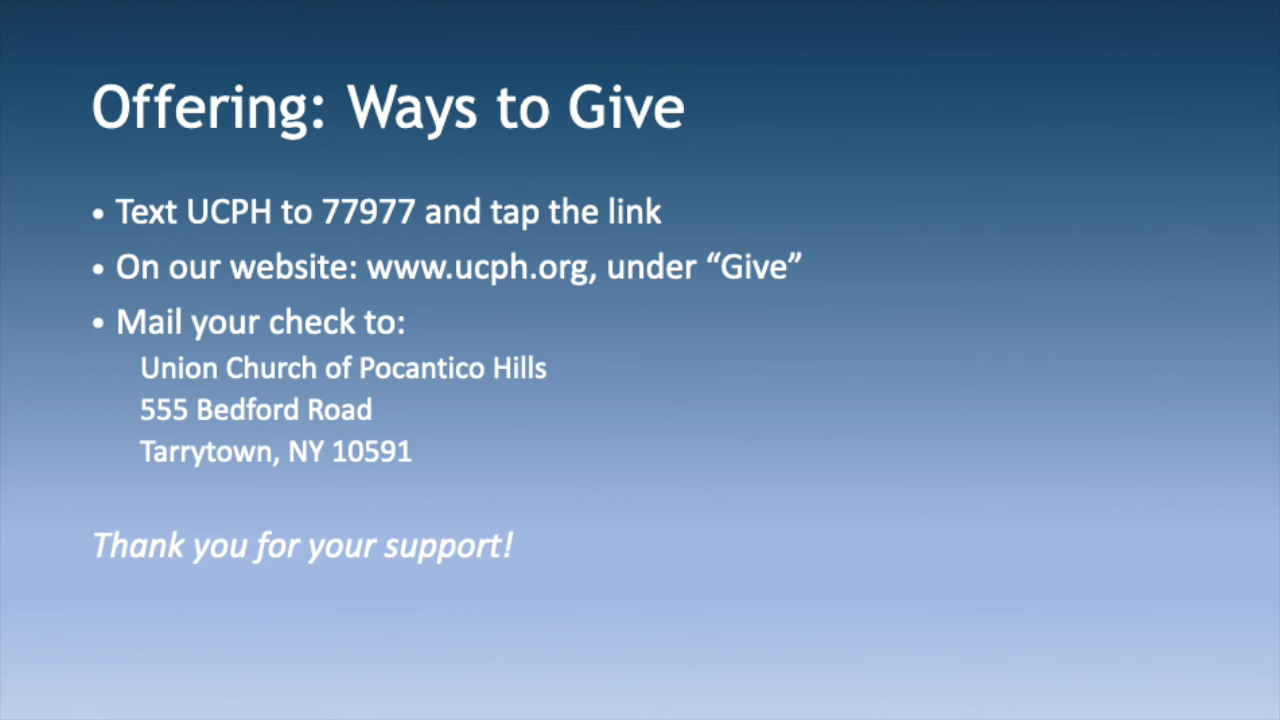 Offering: Ways to Give
• Text UCPH to 77977 and tap the link
• On our website: www.ucph.org, under “Give”
• Mail your check to:
Union Church of Pocantico Hills
555 Bedford Road
Tarrytown, NY 10591
Thank you for your support!